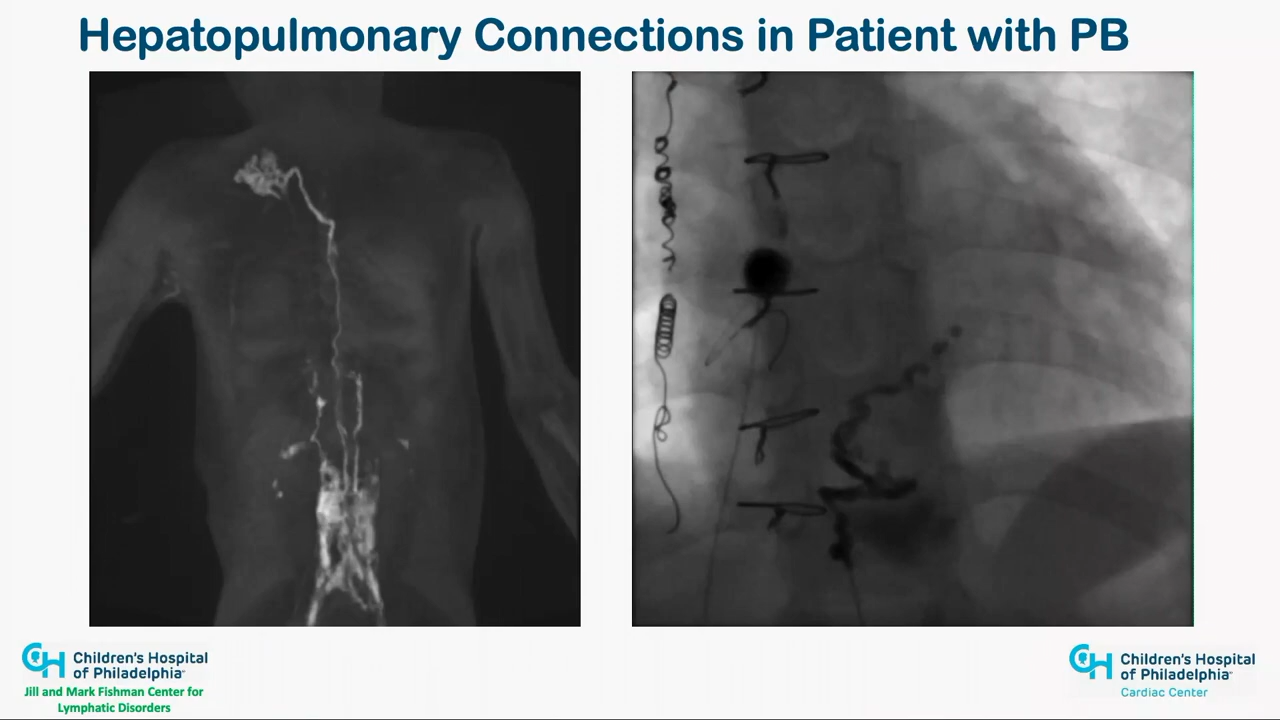 Hepatopulmonary Connections in Patient with PB
Children's Hospital
of Philadelphia
Jill and Mark Fishman Center for
Lymphatic Disorders
Children's Hospital
of Philadelphia
Cardiac Center